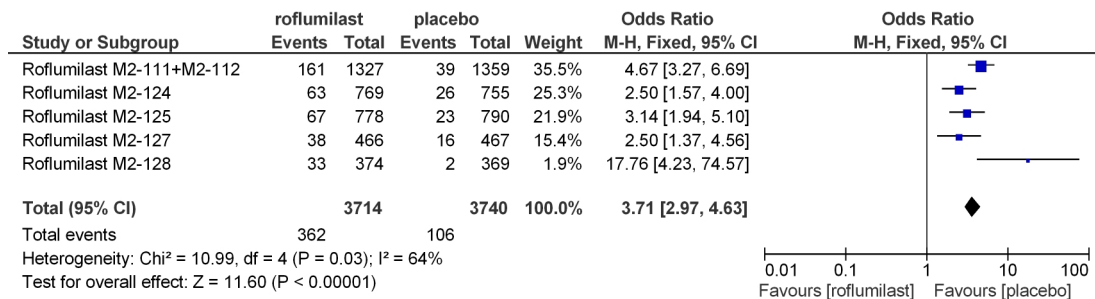 roflumilast placebo Odds Ratio Odds Ratio
Study or Subgroup Events Total Events Total Weight M-H, Fixed, 95% CI M-H, Fixed, 95% CI
Roflumilast M2-111+M2-112 161 1327 39 1359 35.5% 4.67 [3.27, 6.69]
Roflumilast M2-124 63 769 26 755 25.3% 2.50 [1.57, 4.00]
Roflumilast M2-125 67 778 23 790 21.9% 3.14 [1.94, 5.10]
Roflumilast M2-127 38 466 16 467 15.4% 2.50 [1.37, 4.56]
Roflumilast M2-128 33 374 2 369 1.9% 17.76 [4.23, 74.57]
Total (95% CI) 3714 3740 100.0% 3.71 [2.97, 4.63]
Total events 362 106
Heterogeneity: Chi² = 10.99, df = 4 (P = 0.03); I² = 64%
Test for overall effect: Z = 11.60 (P < 0.00001)
0.01 0.1 1 10 100
Favours [roflumilast] Favours [placebo]